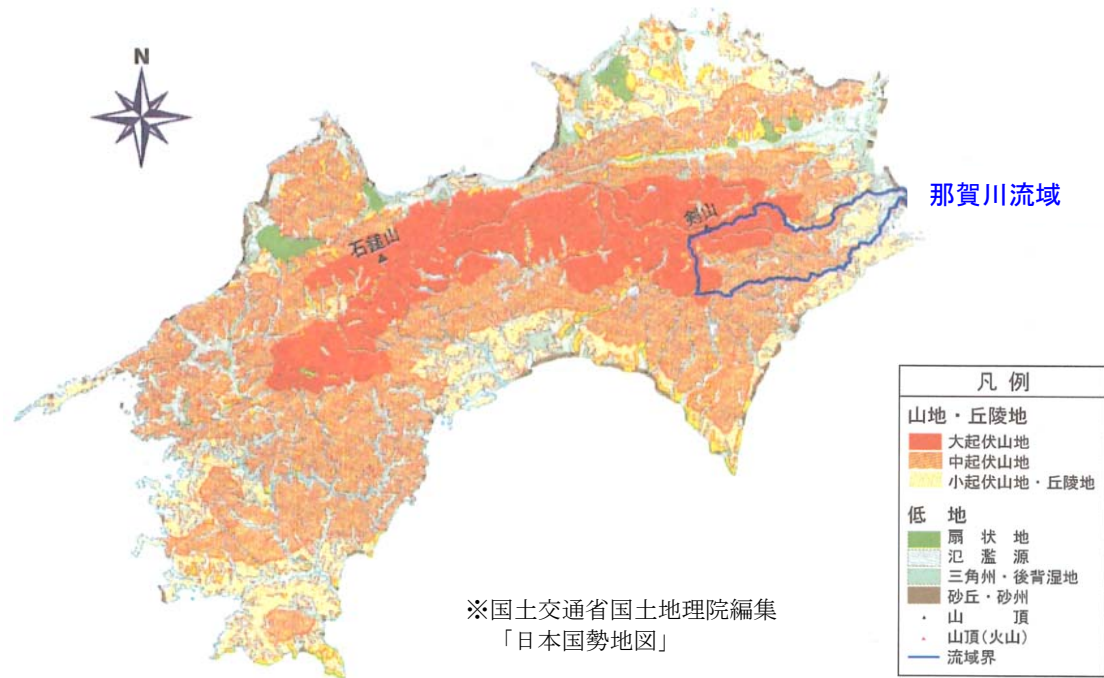 N
那賀川流域
剣山
石鎚山
凡 例
山地・丘陵地
大起伏山地
中起伏山地
小起伏山地・丘陵地
低 地
扇 状 地
氾 濫 源
三角州・後背湿地
砂丘・砂州
山 頂
山頂(火山)
流域界
※国土交通省国土地理院編集
「日本国勢地図」